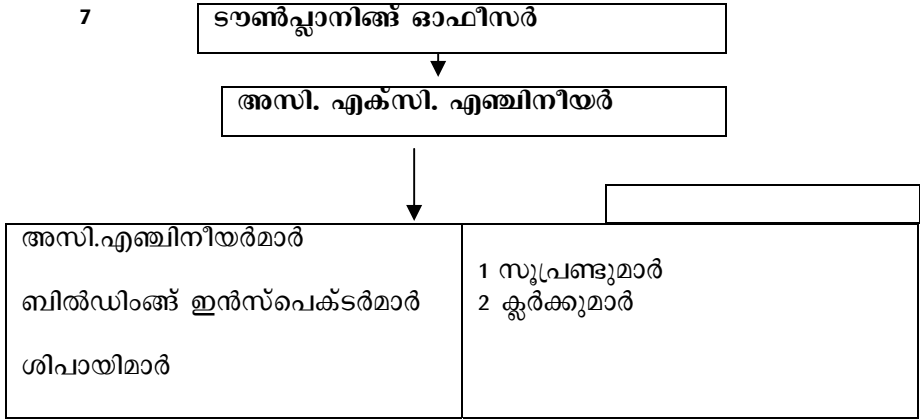 7
ടൗൺപ്ലാനിങ്ങ് ഓഫീസർ
അസി. എക്സി. എഞ്ചിനീയർ
അസി.എഞ്ചിനീയർമാർ
ബിൽഡിംങ്ങ് ഇൻസ്പെക്ടർമാർ
ശിപായിമാർ
1 സൂപ്രണ്ടുമാർ
2 ക്ലർക്കുമാർ